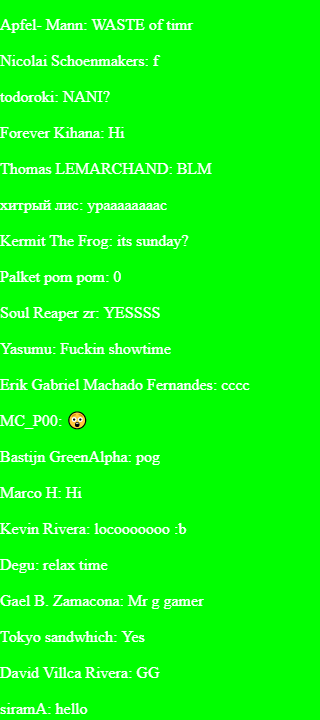 Apfel- Mann: WASTE of timr
Nicolai Schoenmakers: f
todoroki: NANI?
Forever Kihana: Hi
Thomas LEMARCHAND: BLM
хитрый лис: ураааааааас
Kermit The Frog: its sunday?
Palket pom pom: 0
Soul Reaper zr: YESSSS
Yasumu: Fuckin showtime
Erik Gabriel Machado Fernandes: cccc
MC_P00: 😲
Bastijn GreenAlpha: pog
Marco H: Hi
Kevin Rivera: locooooooo :b
Degu: relax time
Gael B. Zamacona: Mr g gamer
Tokyo sandwhich: Yes
David Villca Rivera: GG
siramA: hello